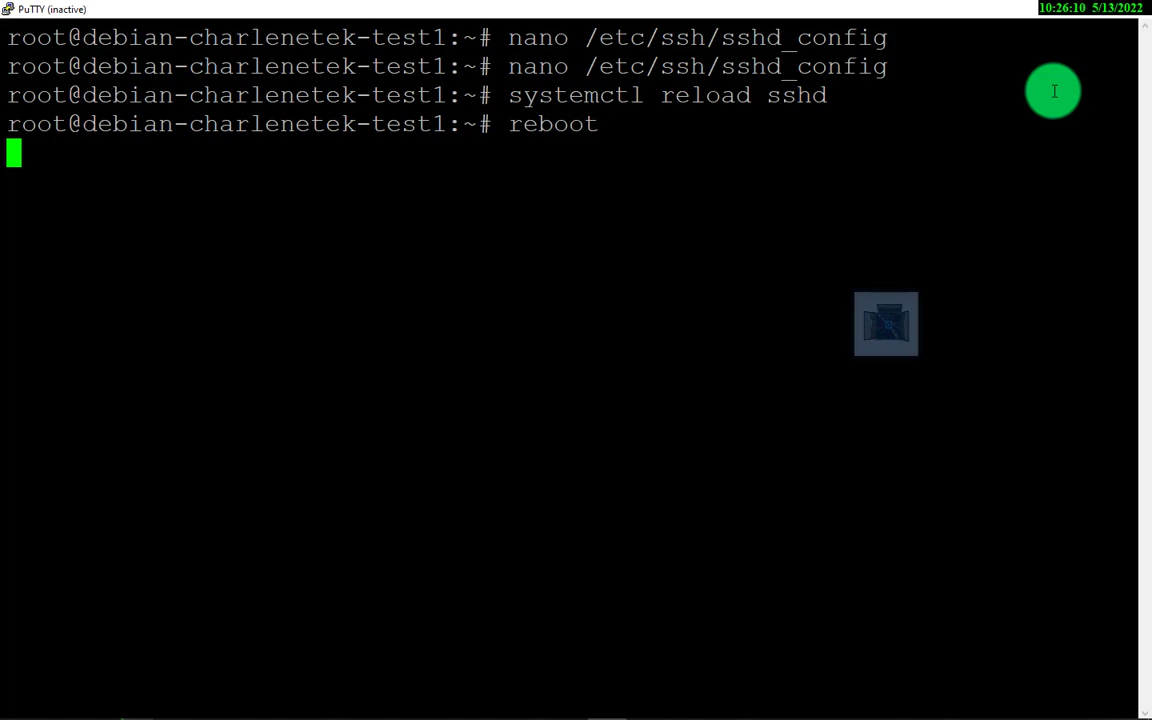 PuTTY (inactive)
10:26:10 5/13/2022
root@debian-charlenetek-test1:~# nano /etc/ssh/sshd_config
root@debian-charlenetek-test1:~# nano /etc/ssh/sshd_config
root@debian-charlenetek-test1:~# systemctl reload sshd
root@debian-charlenetek-test1:~# reboot